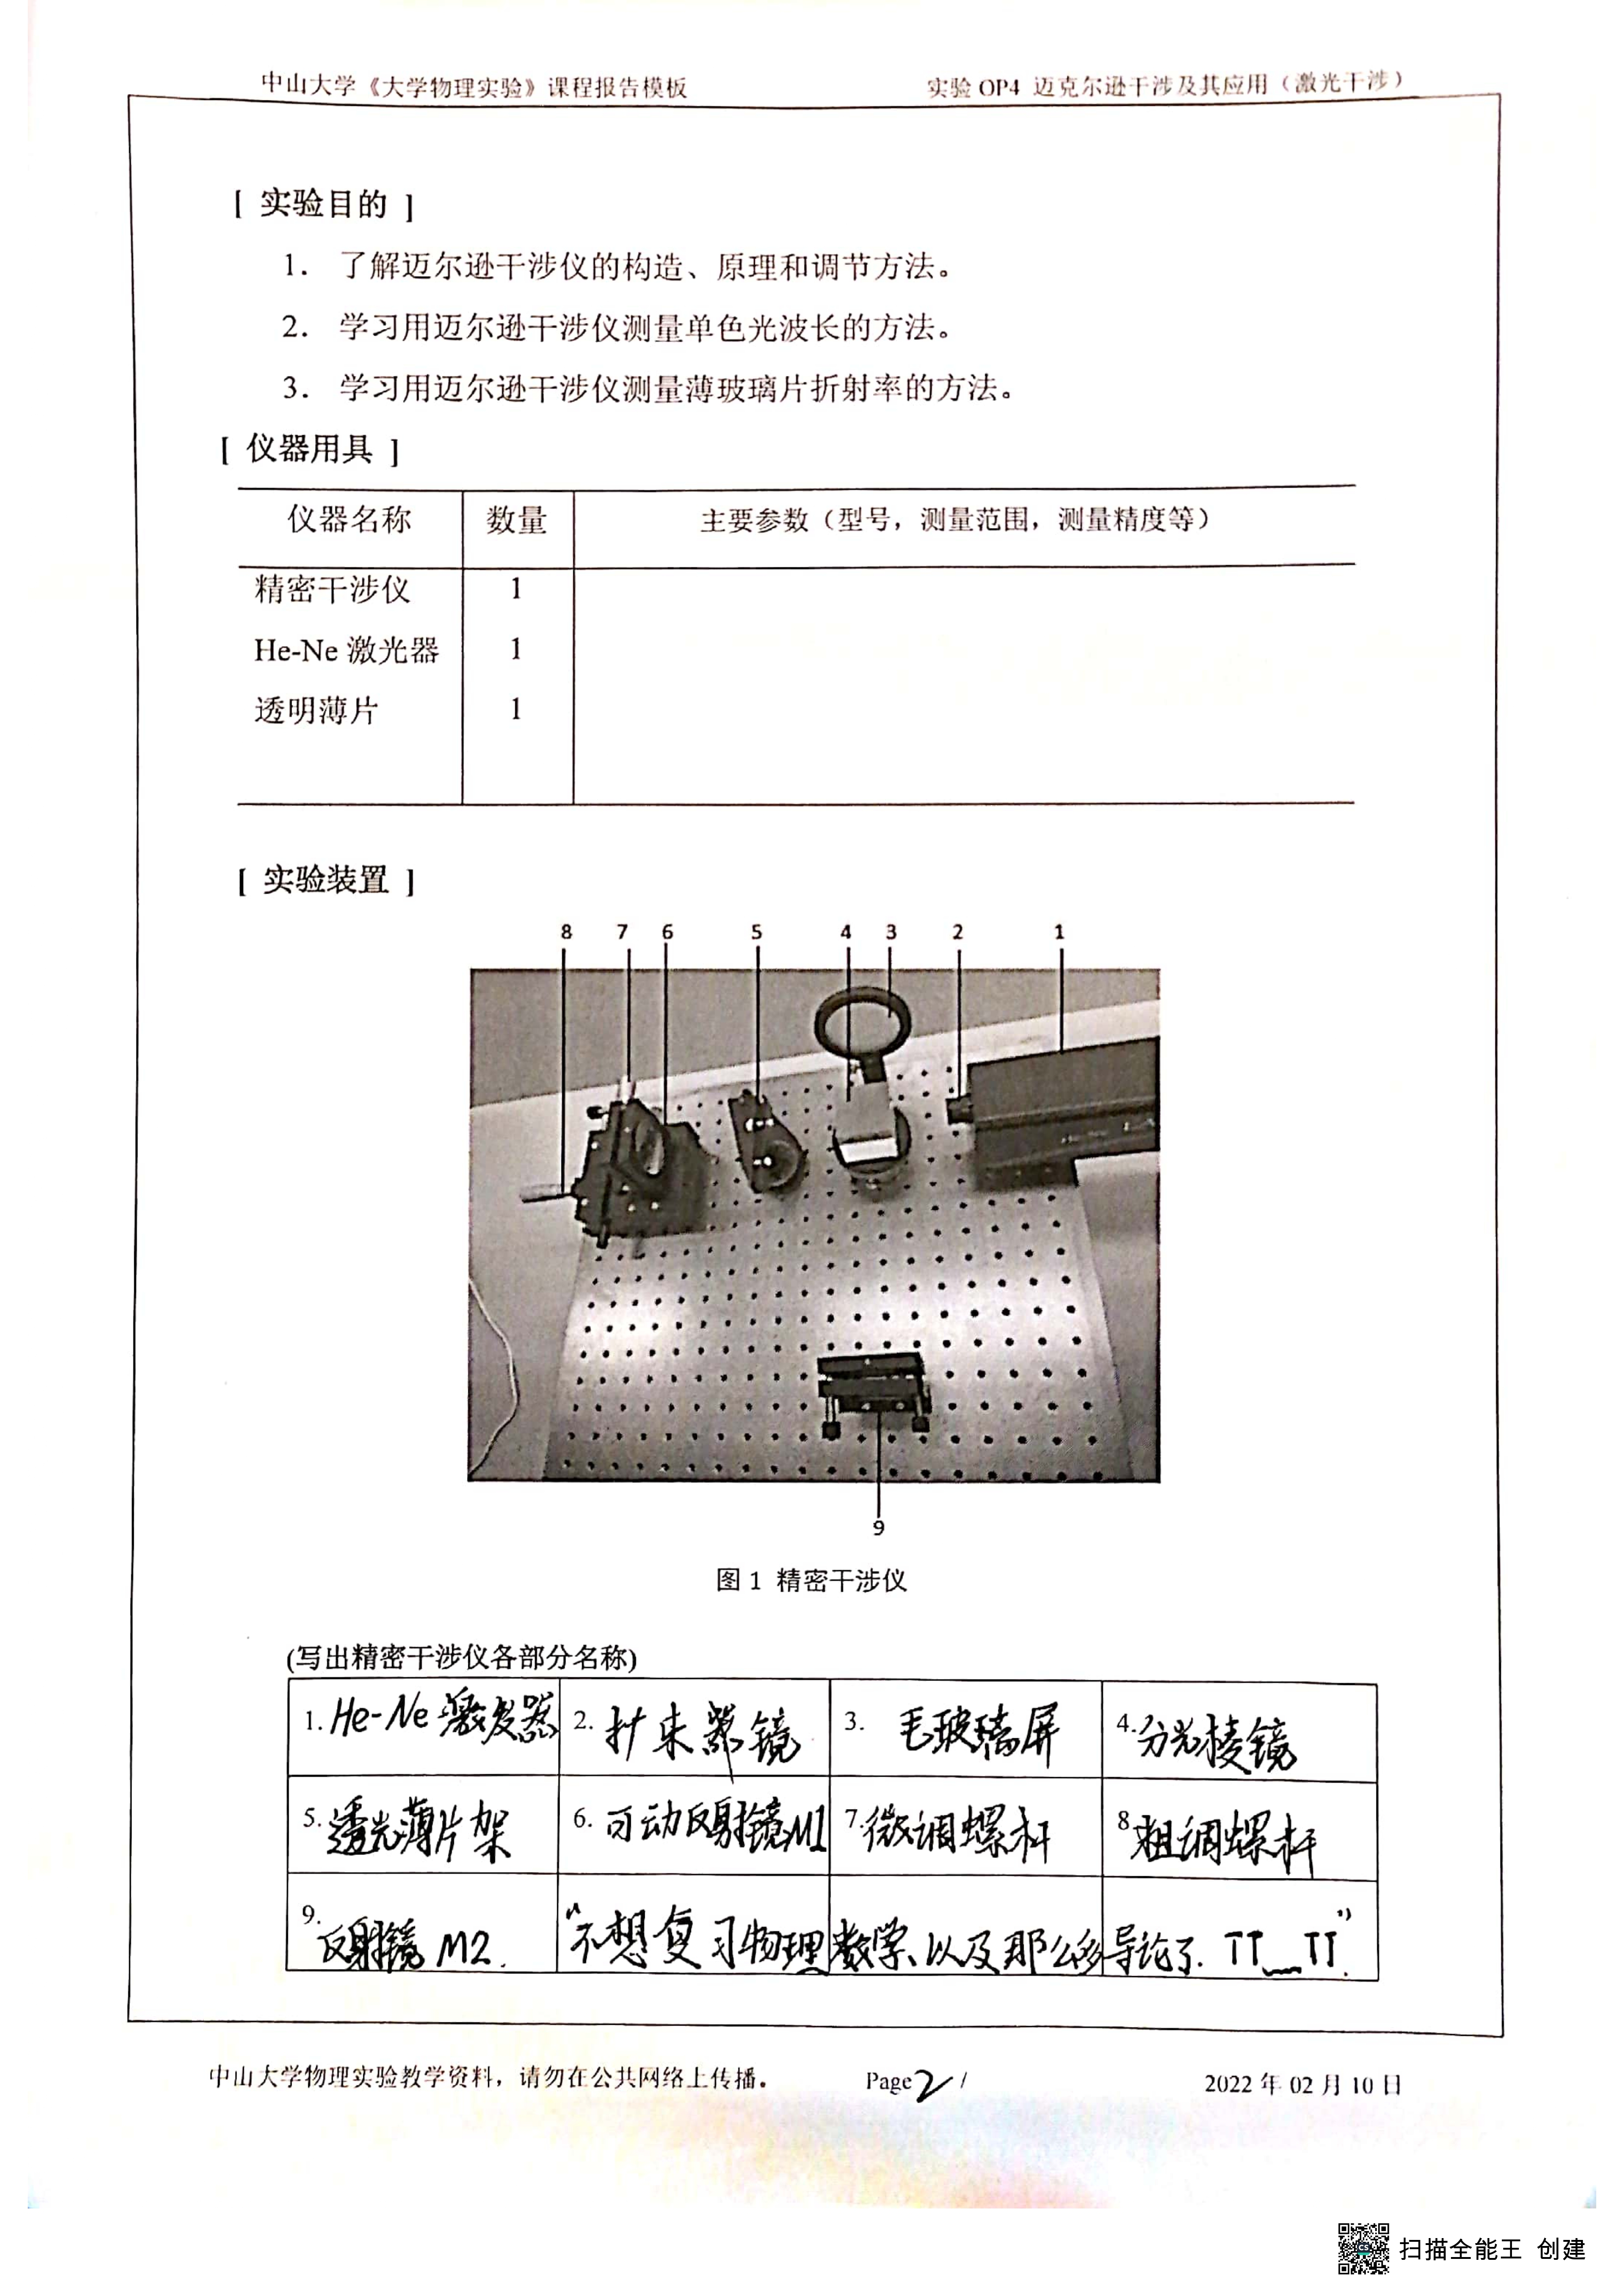 中山大学《大学物理实验》课程报告模板 实验 OP4 迈克尔逊干涉及其应用（激光干涉）
[ 实验目的 ]
1. 了解迈尔逊干涉仪的构造、原理和调节方法。
2. 学习用迈尔逊干涉仪测量单色光波长的方法。
3. 学习用迈尔逊干涉仪测量薄玻璃片折射率的方法。
[ 仪器用具 ]
仪器名称 数量 主要参数（型号，测量范围，测量精度等）
精密干涉仪 1
He-Ne 激光器 1
透明薄片 1
[ 实验装置 ]
8 7 6 5 4 3 2 1
9
图 1 精密干涉仪
(写出精密干涉仪各部分名称)
1. He-Ne 激发器 2. 扩束 镜 3. 毛玻璃屏 4. 分光棱镜
5. 透光薄片架 6. 可动反射镜M1 7. 微调螺杆 8. 粗调螺杆
9. 反射镜 M2. “不想复习物理数学、以及那么多导论了. TT__TT.”
中山大学物理实验教学资料，请勿在公共网络上传播。 Page 2 / 2022 年 02 月 10 日
扫描全能王 创建